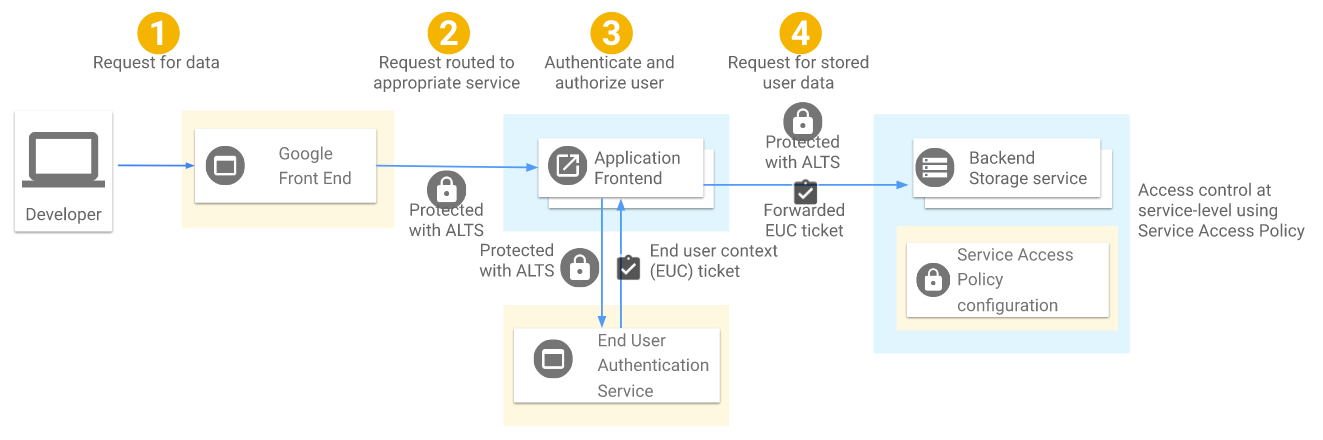 1
Request for data
2
Request routed to
appropriate service
3
Authenticate and
authorize user
4
Request for stored
user data
Developer
Google
Front End
Protected
with ALTS
Application
Frontend
Protected
with ALTS
End user context
(EUC) ticket
End User
Authentication
Service
Protected
with ALTS
Forwarded
EUC ticket
Backend
Storage service
Service Access
Policy
configuration
Access control at
service-level using
Service Access Policy